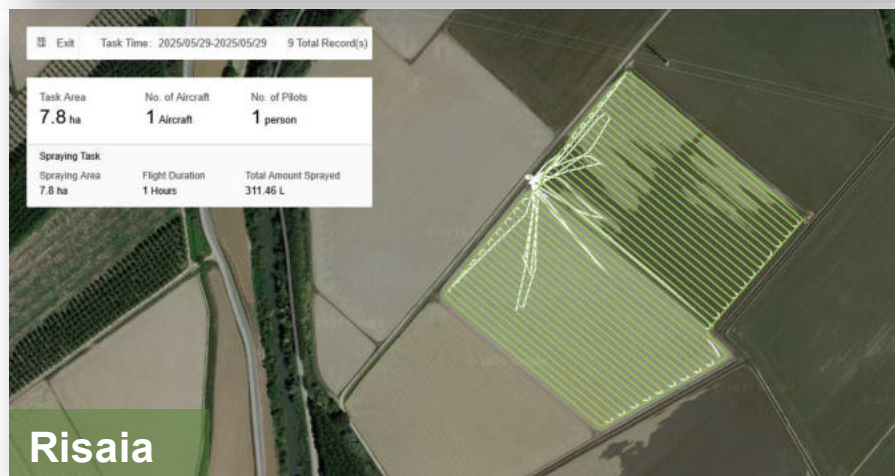 Exit Task Time: 2025/05/29-2025/05/29 9 Total Record(s)
Task Area No. of Aircraft No. of Pilots
7.8 ha 1 Aircraft 1 person
Spraying Task
Spraying Area Flight Duration Total Amount Sprayed
7.8 ha 1 Hours 311.46 L
Risaia